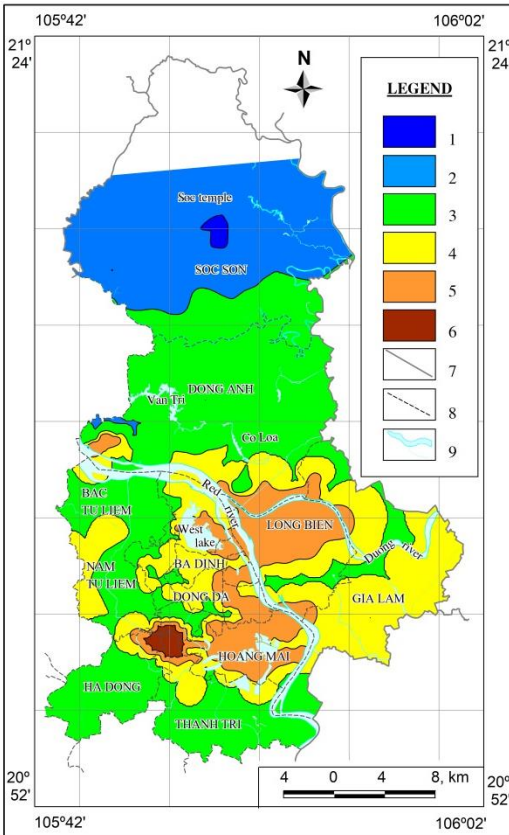 105º42'
106º02'
21º
24'
21º
24'
N
LEGEND
1
2
3
4
5
6
7
8
9
Soc temple
SOC SON
DONG ANH
Van Tri
Co Loa
Red river
BAC
TU LIEM
West
lake
LONG BIEN
Duong river
BA DINH
NAM
TU LIEM
DONG DA
GIA LAM
HOANG MAI
HA DONG
THANH TRI
4 0 4 8, km
20º
52'
20º
52'
105º42'
106º02'